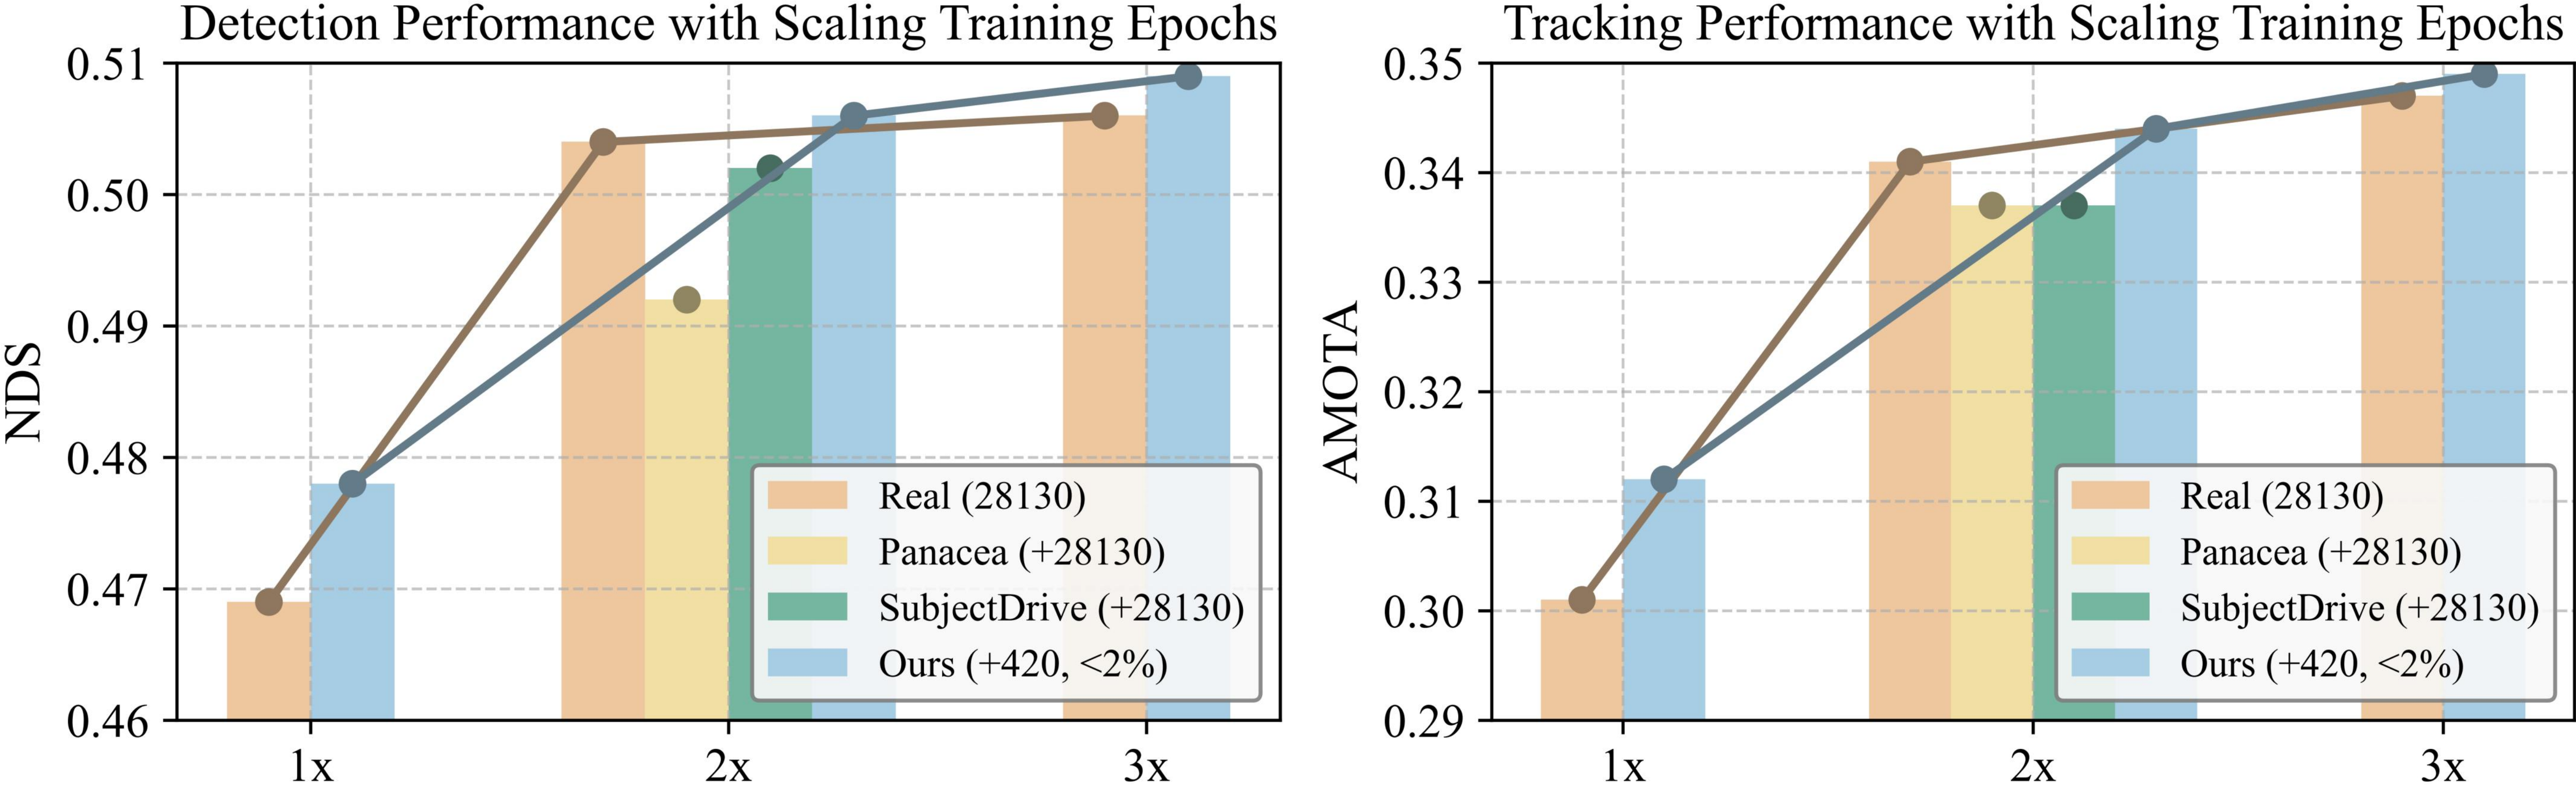 Detection Performance with Scaling Training Epochs
NDS
0.51
0.50
0.49
0.48
0.47
0.46
1x
2x
3x
Real (28130)
Panacea (+28130)
SubjectDrive (+28130)
Ours (+420, <2%)
Tracking Performance with Scaling Training Epochs
AMOTA
0.35
0.34
0.33
0.32
0.31
0.30
0.29
1x
2x
3x
Real (28130)
Panacea (+28130)
SubjectDrive (+28130)
Ours (+420, <2%)